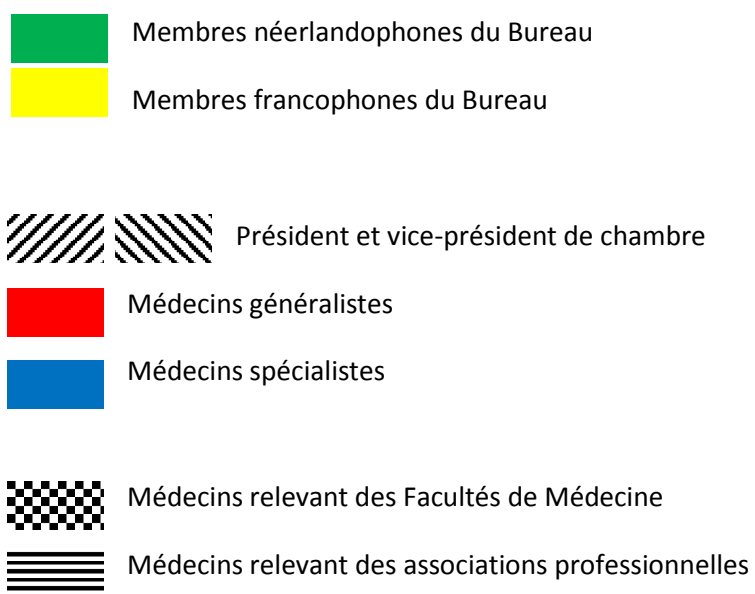 Membres néerlandophones du Bureau
Membres francophones du Bureau
Président et vice-président de chambre
Médecins généralistes
Médecins spécialistes
Médecins relevant des Facultés de Médecine
Médecins relevant des associations professionnelles